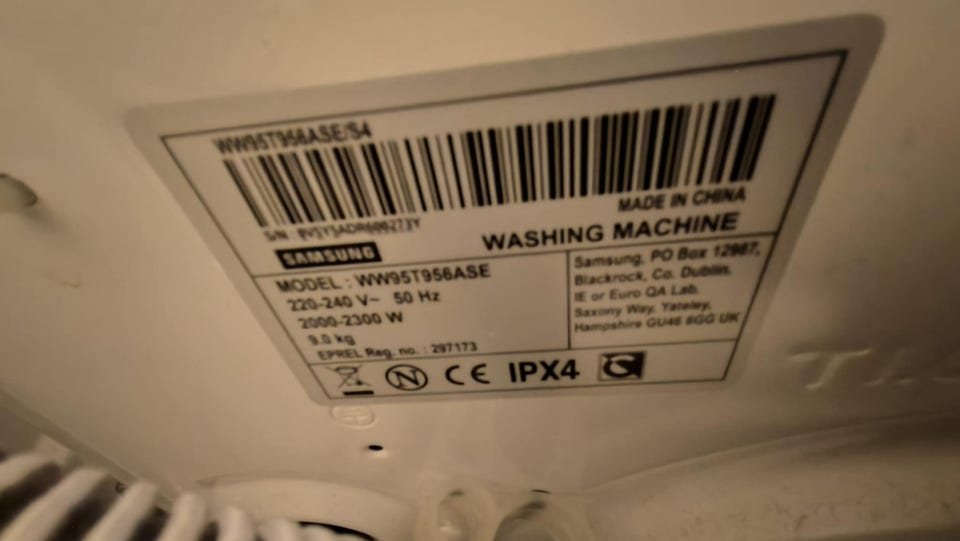 WW95T956ASE/S4
MADE IN CHINA
S/N
SAMSUNG
WASHING MACHINE
MODEL : WW95T956ASE
220-240 V~ 50 Hz
2000-2300 W
9.0 kg
EPREL Reg. no. : 297173
Samsung, PO Box 12987,
Blackrock, Co. Dublin.
IE or Euro QA Lab.
Saxony Way, Yateley,
Hampshire GU46 6GG UK
N CE IPX4